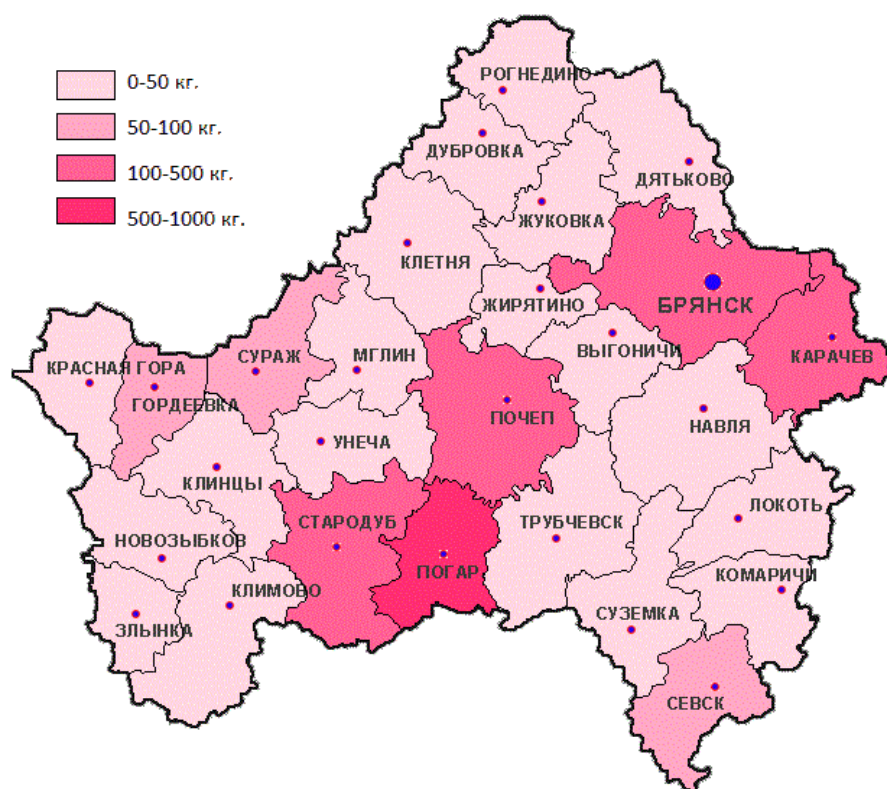 0-50 кг.
50-100 кг.
100-500 кг.
500-1000 кг.
РОГНЕДИНО
ДУБРОВКА
ДЯТЬКОВО
ЖУКОВКА
КЛЕТНЯ
ЖИРЯТИНО
БРЯНСК
ВЫГОНИЧИ
КАРАЧЕВ
КРАСНАЯ ГОРА
СУРАЖ
МГЛИН
ГОРДЕЕВКА
ПОЧЕП
НАВЛЯ
УНЕЧА
КЛИНЦЫ
СТАРОДУБ
ТРУБЧЕВСК
ЛОКОТЬ
НОВОЗЫБКОВ
ПОГАР
КОМАРИЧИ
КЛИМОВО
СУЗЕМКА
ЗЛЫНКА
СЕВСК